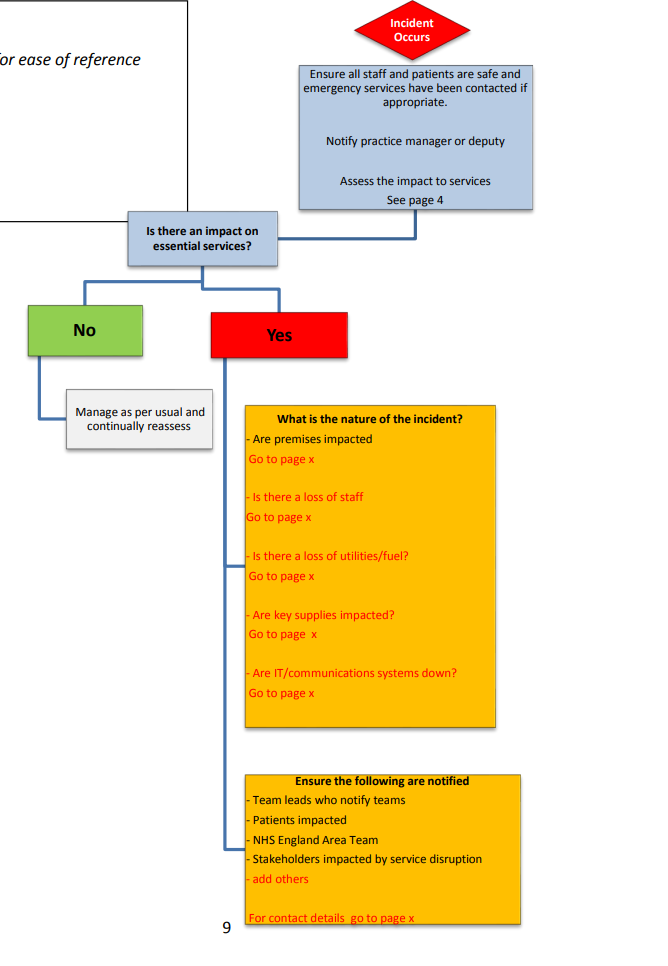 Incident
Occurs
or ease of reference
Ensure all staff and patients are safe and
emergency services have been contacted if
appropriate.
Notify practice manager or deputy
Assess the impact to services
See page 4
Is there an impact on
essential services?
No
Yes
Manage as per usual and
continually reassess
What is the nature of the incident?
- Are premises impacted
Go to page x
- Is there a loss of staff
Go to page x
- Is there a loss of utilities/fuel?
Go to page x
- Are key supplies impacted?
Go to page  x
- Are IT/communications systems down?
Go to page x
Ensure the following are notified
- Team leads who notify teams
- Patients impacted
- NHS England Area Team
- Stakeholders impacted by service disruption
- add others
For contact details  go to page x
9